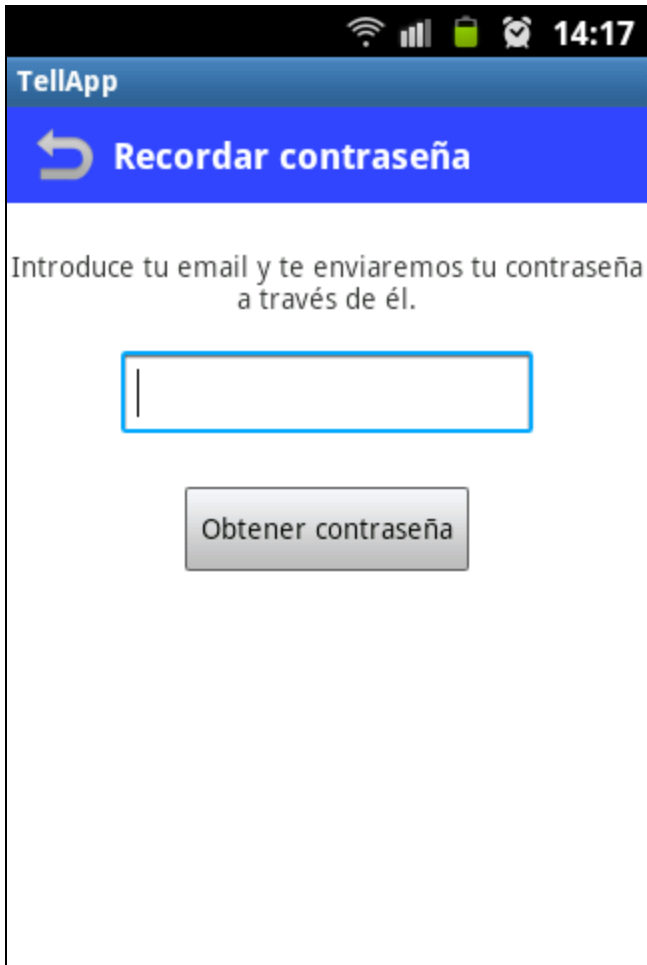 14:17
TellApp
Recordar contraseña
Introduce tu email y te enviaremos tu contraseña
a través de él.
Obtener contraseña